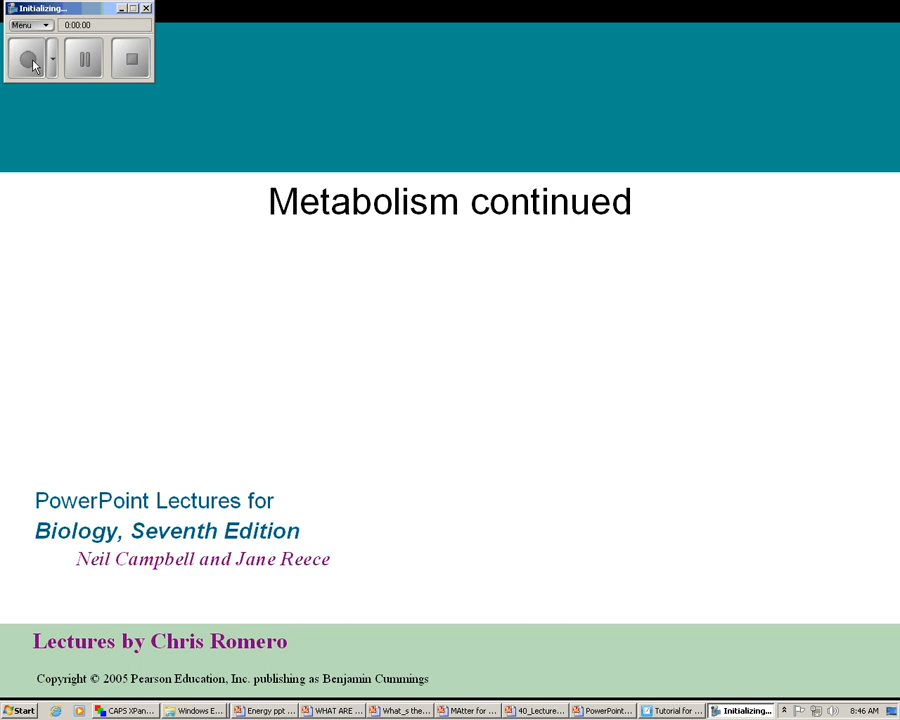 Initializing...
Menu 0:00:00
Metabolism continued
PowerPoint Lectures for
Biology, Seventh Edition
Neil Campbell and Jane Reece
Lectures by Chris Romero
Copyright © 2005 Pearson Education, Inc. publishing as Benjamin Cummings
Start CAPS XPan... Windows E... Energy ppt ... WHAT ARE ... What_s the... MAtter for ... 40_Lecture... PowerPoint... Tutorial for ... Initializing... 8:46 AM